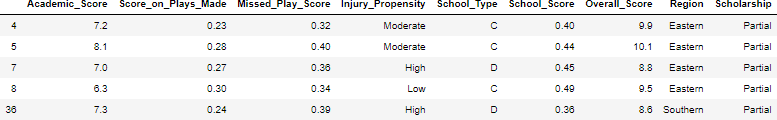 Academic_Score Score_on_Plays_Made Missed_Play_Score Injury_Propensity School_Type School_Score Overall_Score Region Scholarship
4 7.2 0.23 0.32 Moderate C 0.40 9.9 Eastern Partial
5 8.1 0.28 0.40 Moderate C 0.44 10.1 Eastern Partial
7 7.0 0.27 0.36 High D 0.45 8.8 Eastern Partial
8 6.3 0.30 0.34 Low C 0.49 9.5 Eastern Partial
36 7.3 0.24 0.39 High D 0.36 8.6 Southern Partial